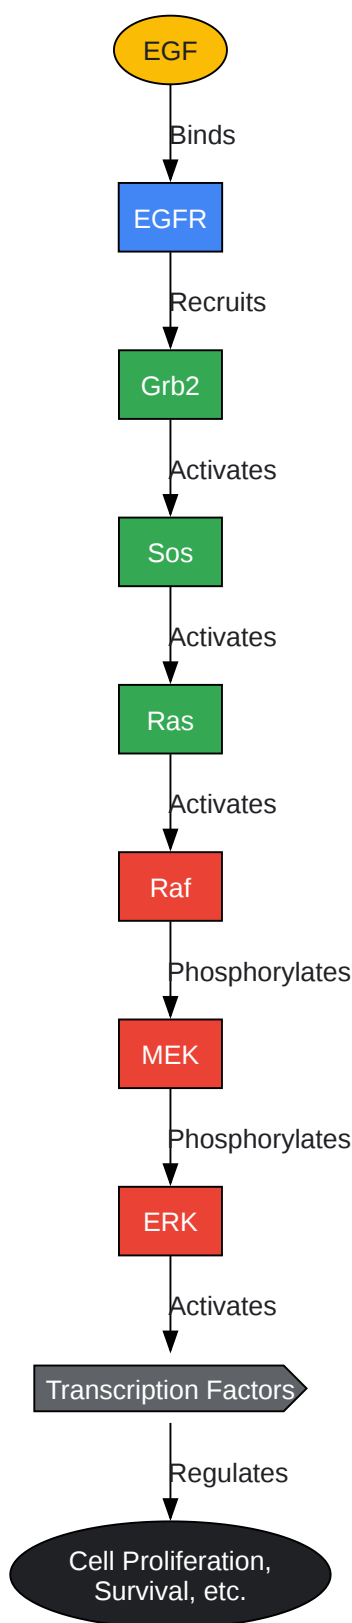 EGF
Binds
EGFR
Recruits
Grb2
Activates
Sos
Activates
Ras
Activates
Raf
Phosphorylates
MEK
Phosphorylates
ERK
Activates
Transcription Factors
Regulates
Cell Proliferation,
Survival, etc.